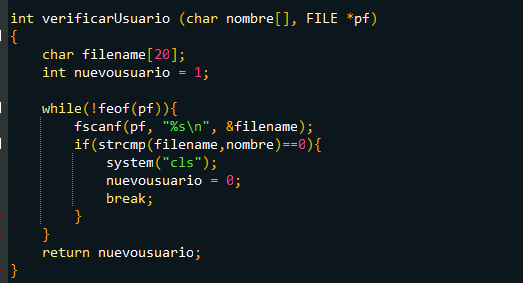 int verificarUsuario (char nombre[], FILE *pf)
{
char filename[20];
int nuevousuario = 1;
while(!feof(pf)){
fscanf(pf, "%s\n", &filename);
if(strcmp(filename,nombre)==0){
system("cls");
nuevousuario = 0;
break;
}
}
return nuevousuario;
}